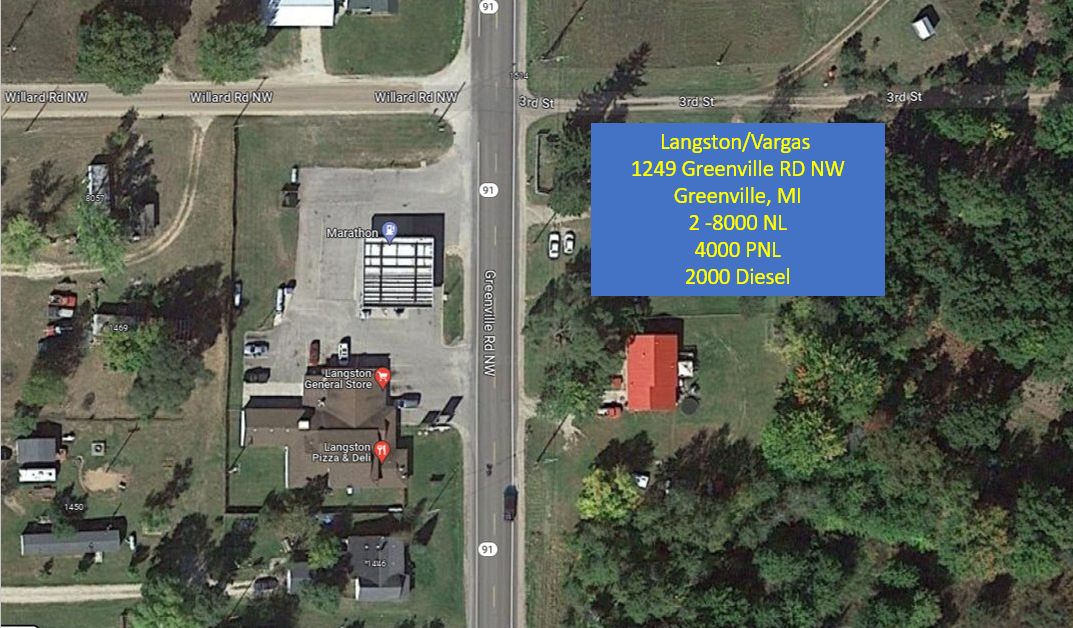 91
1614
Willard Rd NW
Willard Rd NW
Willard Rd NW
3rd St
3rd St
3rd St
Langston/Vargas
1249 Greenville RD NW
Greenville, MI
2 -8000 NL
4000 PNL
2000 Diesel
8057
91
Marathon
Greenville Rd NW
1469
Langston
General Store
Langston
Pizza & Deli
1450
91
1446